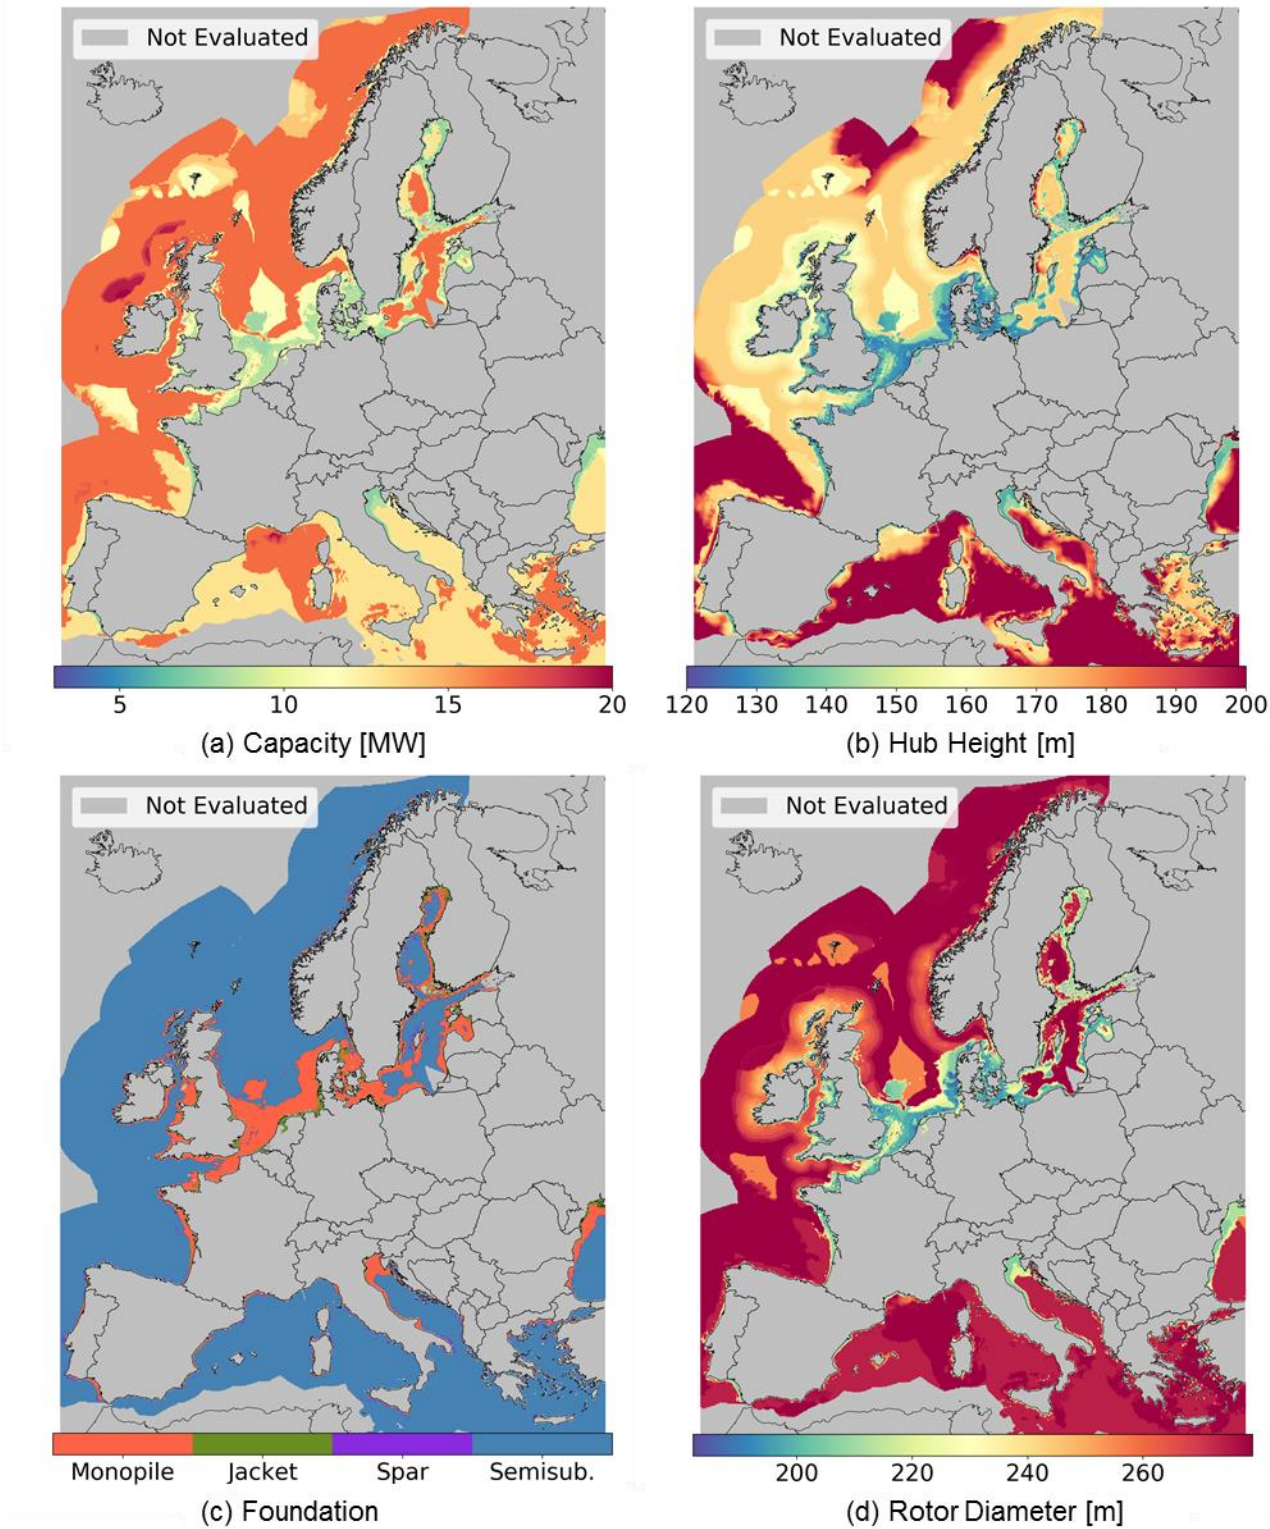 Not Evaluated
Not Evaluated
5 10 15 20
120 130 140 150 160 170 180 190 200
(a) Capacity [MW]
(b) Hub Height [m]
Not Evaluated
Not Evaluated
Monopile Jacket Spar Semisub.
200 220 240 260
(c) Foundation
(d) Rotor Diameter [m]